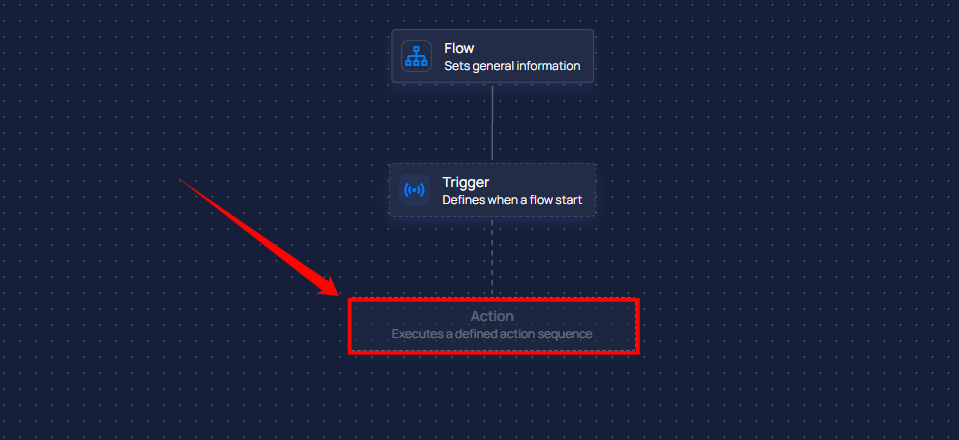 Flow
Sets general information
Trigger
Defines when a flow start
Action
Executes a defined action sequence